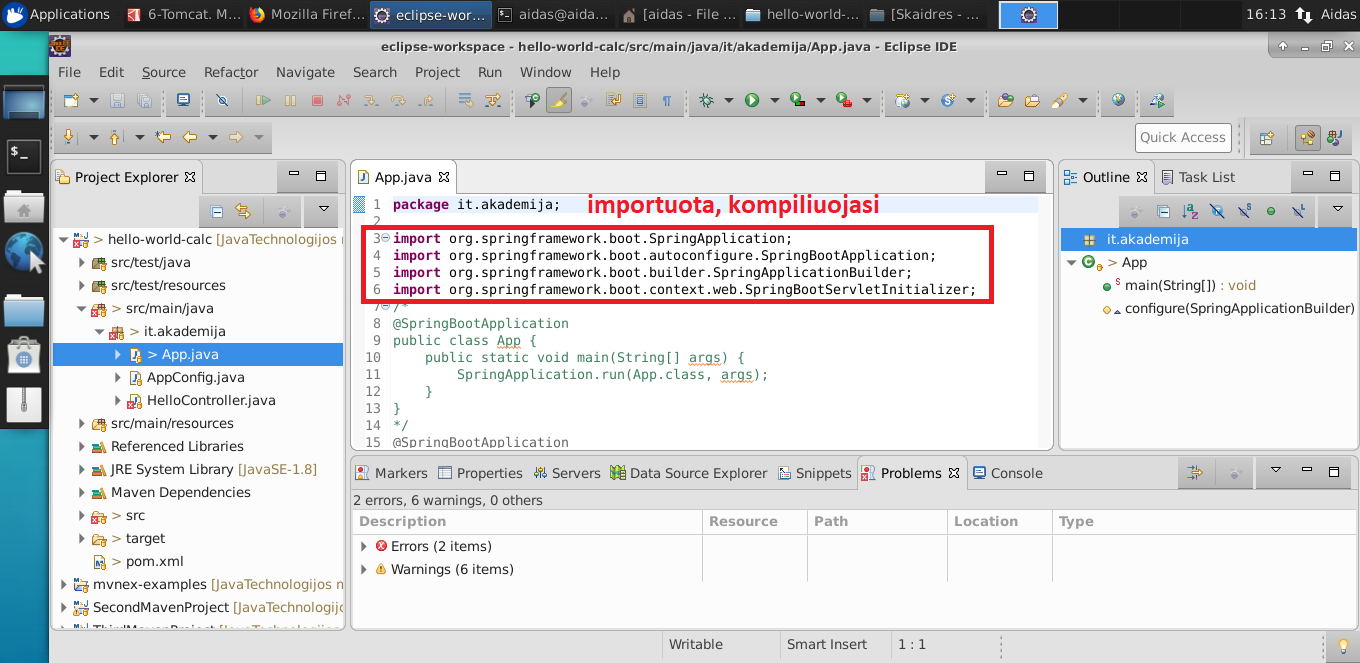 Applications 6-Tomcat. M... Mozilla Firef... eclipse-wor... aidas@aida... [aidas - File ... hello-world-... [Skaidres - ... 16:13 Aidas
eclipse-workspace - hello-world-calc/src/main/java/it/akademija/App.java - Eclipse IDE
File Edit Source Refactor Navigate Search Project Run Window Help
Quick Access
Project Explorer
> hello-world-calc [JavaTechnologijos
src/test/java
src/test/resources
> src/main/java
> it.akademija
> App.java
AppConfig.java
HelloController.java
src/main/resources
Referenced Libraries
JRE System Library [JavaSE-1.8]
Maven Dependencies
> src
> target
> pom.xml
mvnex-examples [JavaTechnologijos
SecondMavenProject [JavaTechnologijo
App.java
1 package it.akademija;
importuota, kompiliuojasi
2
3 import org.springframework.boot.SpringApplication;
4 import org.springframework.boot.autoconfigure.SpringBootApplication;
5 import org.springframework.boot.builder.SpringApplicationBuilder;
6 import org.springframework.boot.context.web.SpringBootServletInitializer;
7 /*
8 @SpringBootApplication
9 public class App {
10 public static void main(String[] args) {
11 SpringApplication.run(App.class, args);
12 }
13 }
14 */
15 @SpringBootApplication
Outline Task List
it.akademija
> App
S main(String[]) : void
configure(SpringApplicationBuilder)
Markers Properties Servers Data Source Explorer Snippets Problems Console
2 errors, 6 warnings, 0 others
Description Resource Path Location Type
Errors (2 items)
Warnings (6 items)
Writable Smart Insert 1 : 1